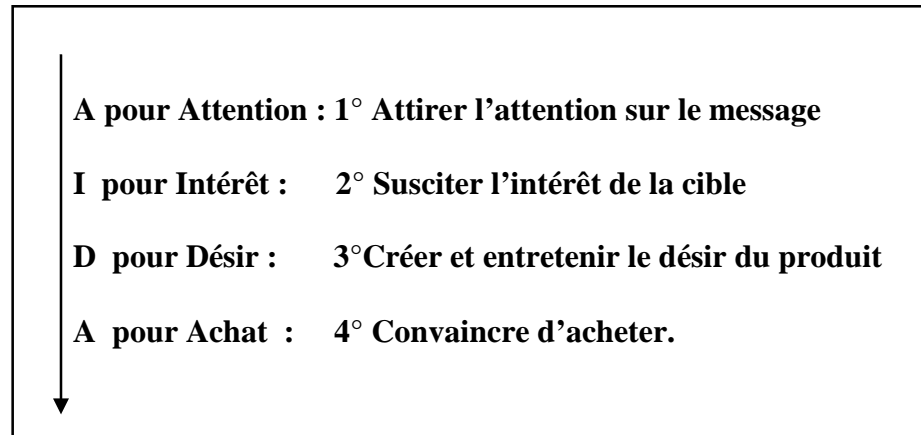 A pour Attention : 1° Attirer l’attention sur le message
I pour Intérêt : 2° Susciter l’intérêt de la cible
D pour Désir : 3°Créer et entretenir le désir du produit
A pour Achat : 4° Convaincre d’acheter.